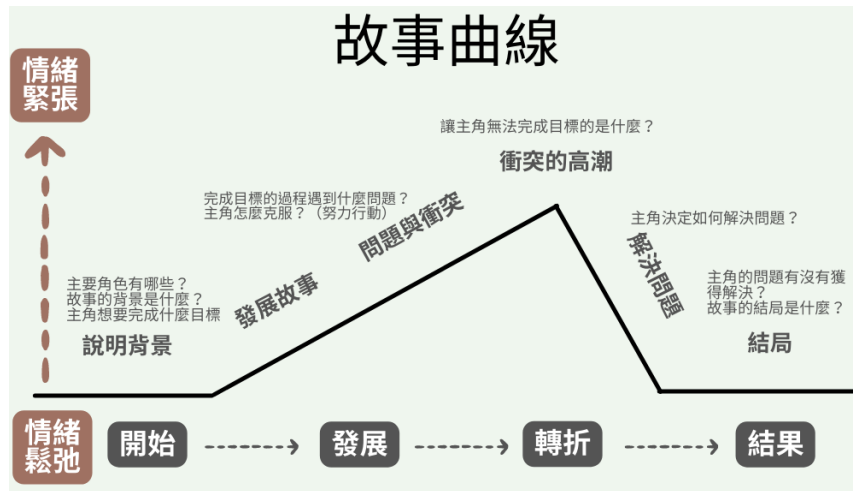 故事曲線
情緒
緊張
讓主角無法完成目標的是什麼？
衝突的高潮
完成目標的過程遇到什麼問題？
主角怎麼克服？（努力行動）
問題與衝突
主角決定如何解決問題？
解決問題
主要角色有哪些？
故事的背景是什麼？
主角想要完成什麼目標
說明背景
發展故事
主角的問題有沒有獲
得解決？
故事的結局是什麼？
結局
情緒
鬆弛
開始
發展
轉折
結果